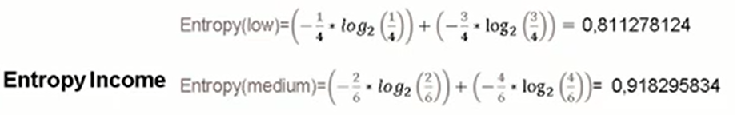 Entropy(low)=(-1/4 * log₂ (1/4)) + (-3/4 * log₂ (3/4)) = 0,811278124
Entropy Income
Entropy(medium)=(-2/6 * log₂ (2/6)) + (-4/6 * log₂ (4/6))= 0,918295834